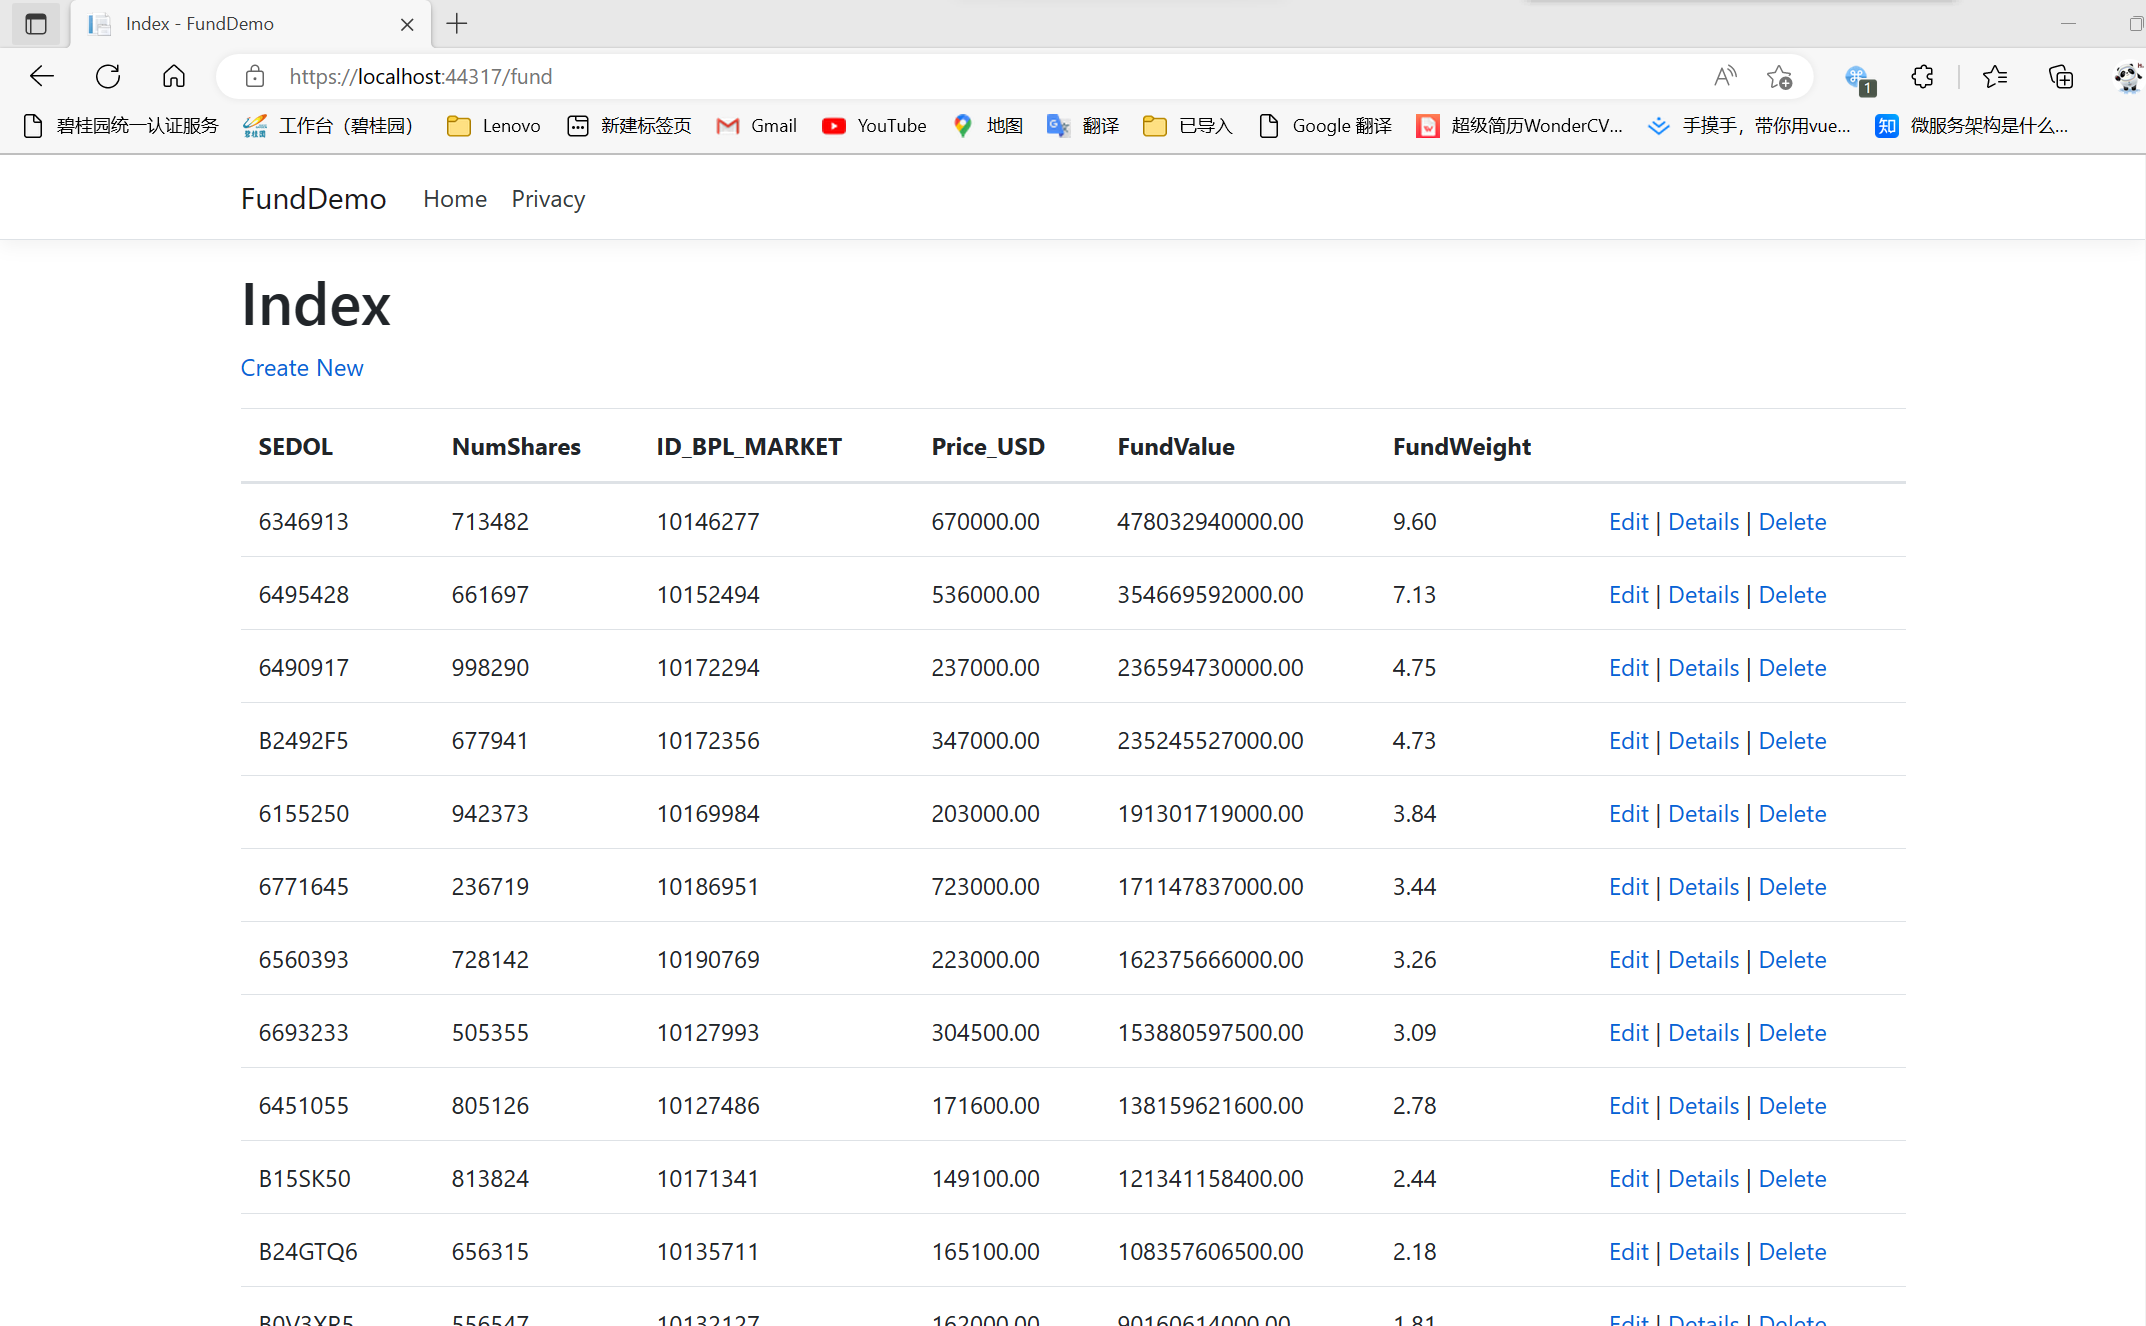 Index - FundDemo
https://localhost:44317/fund
1
碧桂园统一认证服务 工作台（碧桂园） Lenovo 新建标签页 Gmail YouTube 地图 翻译 已导入 Google 翻译 超级简历WonderCV... 手摸手，带你用vue... 知 微服务架构是什么...
FundDemo Home Privacy
Index
Create New
SEDOL NumShares ID_BPL_MARKET Price_USD FundValue FundWeight
6346913 713482 10146277 670000.00 478032940000.00 9.60 Edit | Details | Delete
6495428 661697 10152494 536000.00 354669592000.00 7.13 Edit | Details | Delete
6490917 998290 10172294 237000.00 236594730000.00 4.75 Edit | Details | Delete
B2492F5 677941 10172356 347000.00 235245527000.00 4.73 Edit | Details | Delete
6155250 942373 10169984 203000.00 191301719000.00 3.84 Edit | Details | Delete
6771645 236719 10186951 723000.00 171147837000.00 3.44 Edit | Details | Delete
6560393 728142 10190769 223000.00 162375666000.00 3.26 Edit | Details | Delete
6693233 505355 10127993 304500.00 153880597500.00 3.09 Edit | Details | Delete
6451055 805126 10127486 171600.00 138159621600.00 2.78 Edit | Details | Delete
B15SK50 813824 10171341 149100.00 121341158400.00 2.44 Edit | Details | Delete
B24GTQ6 656315 10135711 165100.00 108357606500.00 2.18 Edit | Details | Delete
556547 10132127 162000.00 90160614000.00 1.81 Edit | Details | Delete